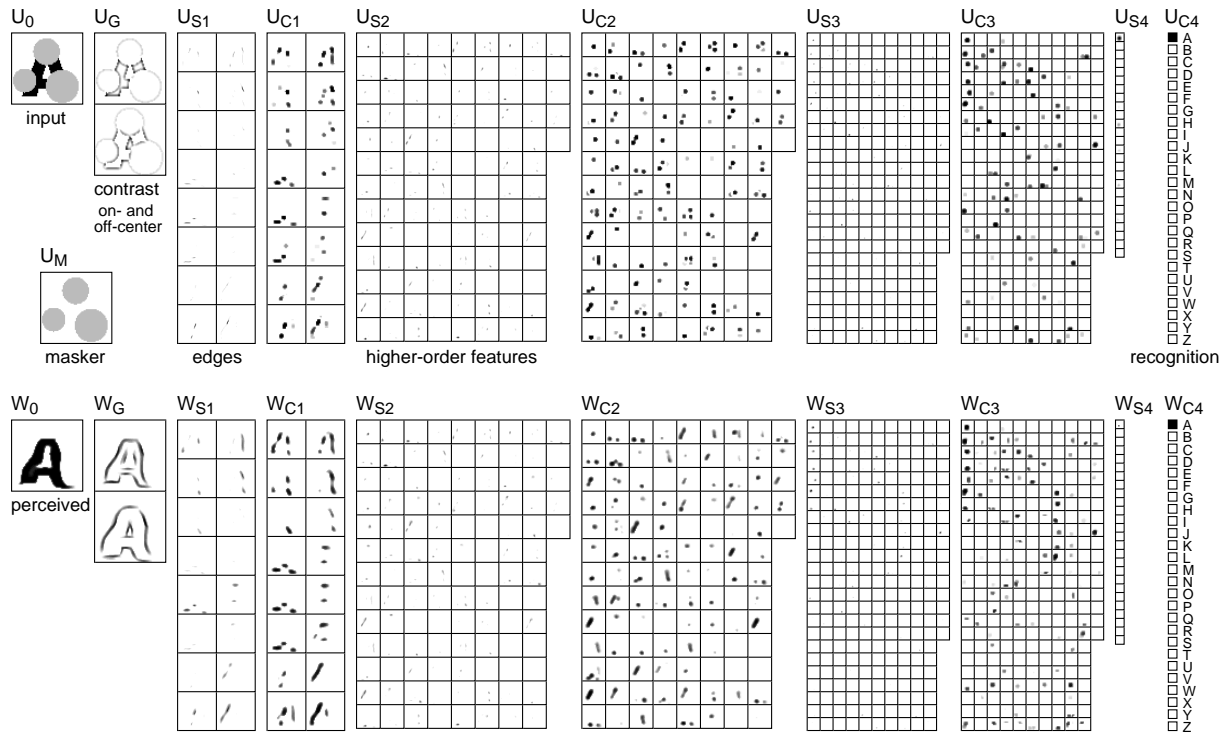 U0 UG US1 UC1 US2 UC2 US3 UC3 US4 UC4
input
contrast
on- and
off-center
UM
masker edges higher-order features recognition
A
B
C
D
E
F
G
H
I
J
K
L
M
N
O
P
Q
R
S
T
U
V
W
X
Y
Z
W0 WG WS1 WC1 WS2 WC2 WS3 WC3 WS4 WC4
A
perceived
A
A
A
B
C
D
E
F
G
H
I
J
K
L
M
N
O
P
Q
R
S
T
U
V
W
X
Y
Z